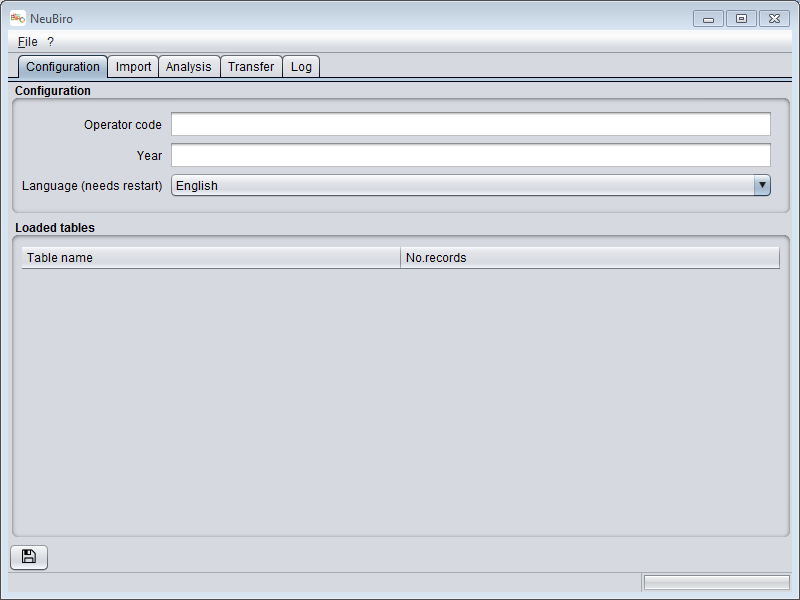 NeuBiro
File ?
Configuration Import Analysis Transfer Log
Configuration
Operator code
Year
Language (needs restart) English
Loaded tables
Table name No.records